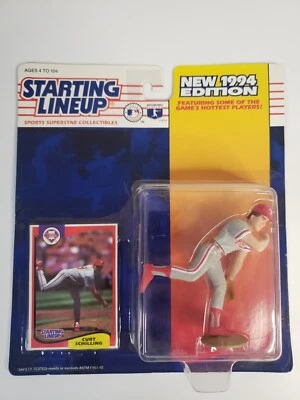 AGES 4 TO 104
STARTING
LINEUP
SPORTS SUPERSTAR COLLECTIBLES
NEW 1994
EDITION
FEATURING SOME OF THE
GAME'S HOTTEST PLAYERS!
STARTING
LINEUP
CURT
SCHILLING